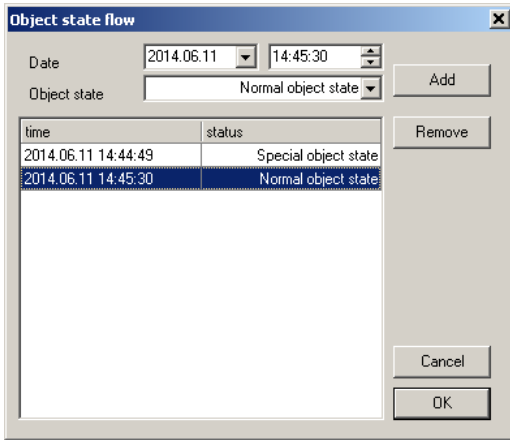 Object state flow
Date 2014.06.11 14:45:30
Add
Object state Normal object state
time status
Remove
2014.06.11 14:44:49 Special object state
2014.06.11 14:45:30 Normal object state
Cancel
OK